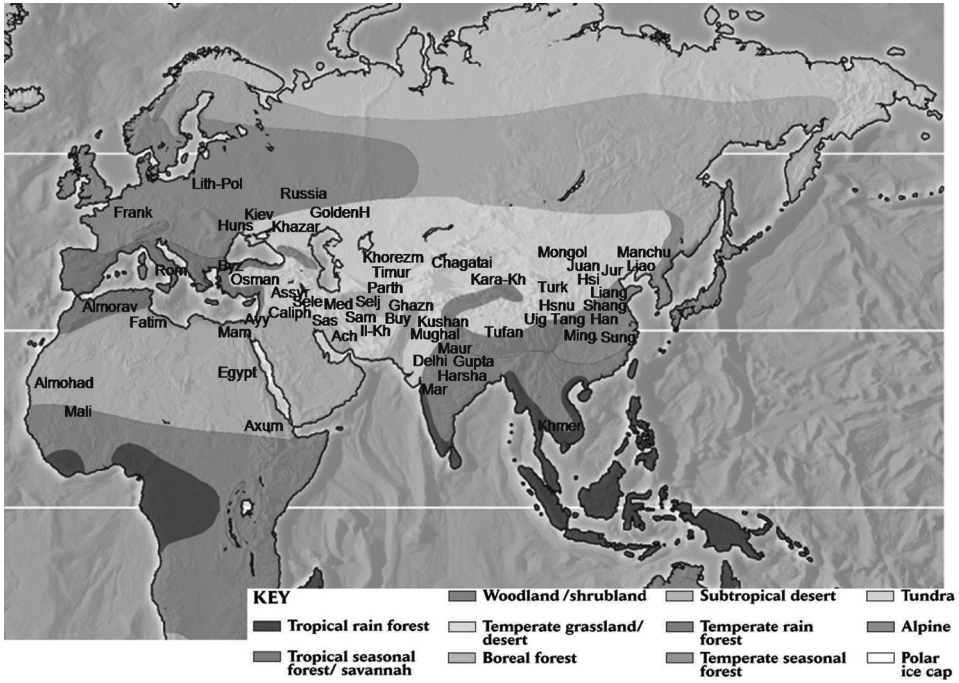 Lith-Pol
Russia
Frank
Kiev
GoldenH
Huns
Khazar
Rom
Byz
Osman
Khorezm
Timur
Chagatai
Kara-Kh
Mongol
Manchu
Juan
Jur
Liao
Hsi
Turk
Liang
Assyr
Parth
Sele
Med
Selj
Ghazn
Hsnu
Shang
Almorav
Fatim
Ayy
Caliph
Sas
Sam
Buy
Kushan
Uig
Tang
Han
Mam
Ach
Il-Kh
Mughal
Tufan
Ming
Sung
Maur
Egypt
Delhi
Gupta
Harsha
Almohad
Mar
Mali
Axum
Khmer
KEY
Tropical rain forest
Tropical seasonal
forest/ savannah
Woodland /shrubland
Temperate grassland/
desert
Boreal forest
Subtropical desert
Temperate rain
forest
Temperate seasonal
forest
Tundra
Alpine
Polar
ice cap